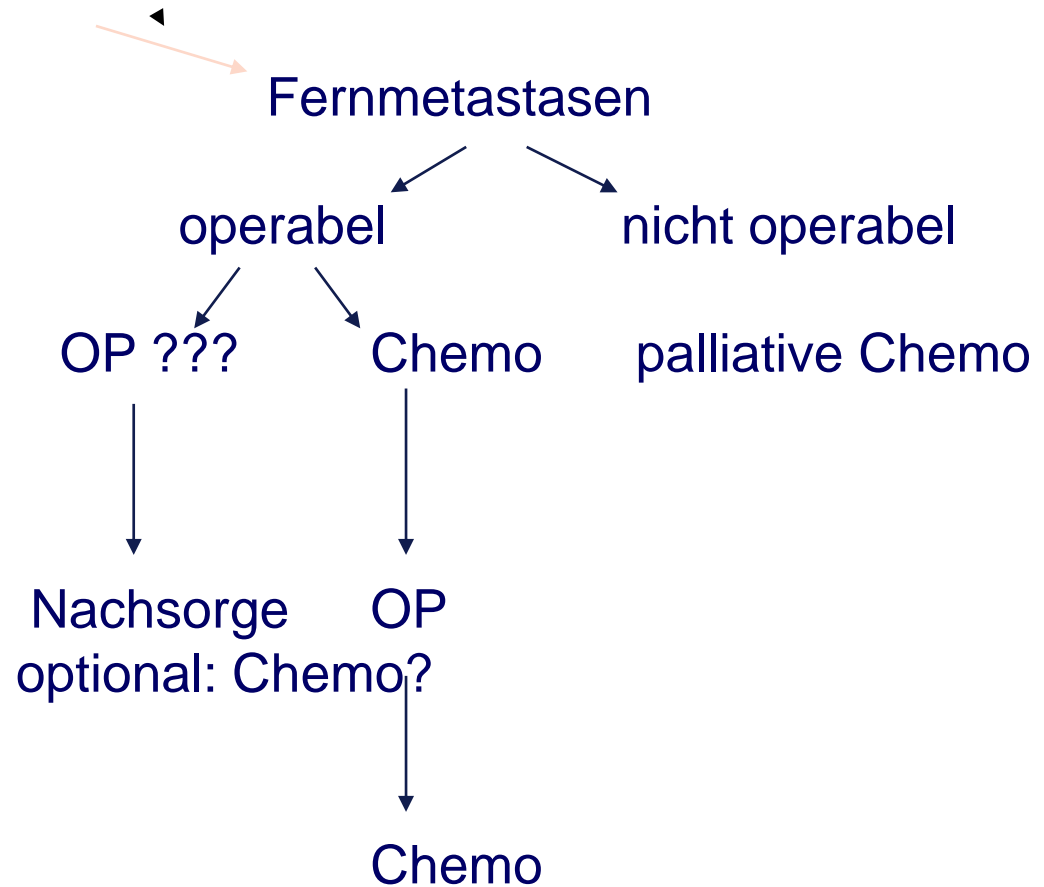 Fernmetastasen
operabel nicht operabel
OP ??? Chemo palliative Chemo
Nachsorge OP
optional: Chemo?
Chemo